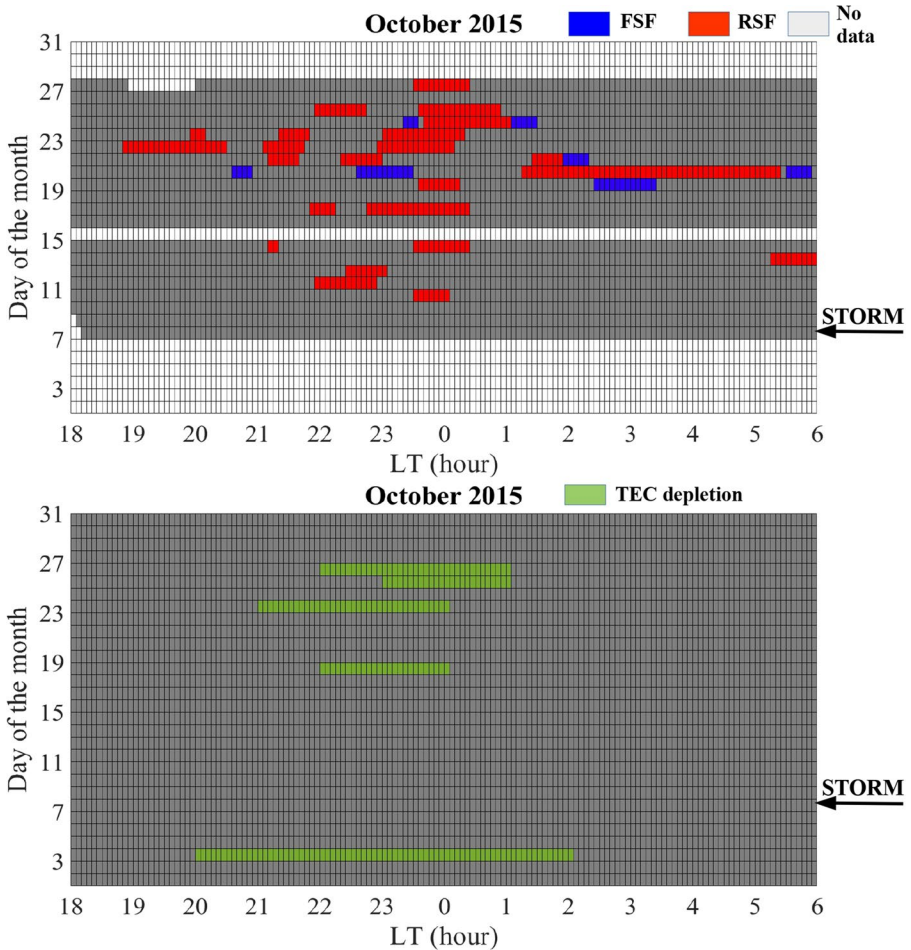 October 2015
FSF
RSF
No
data
31
27
23
19
15
11
7
3
Day of the month
STORM
18 19 20 21 22 23 0 1 2 3 4 5 6
LT (hour)
October 2015
TEC depletion
31
27
23
19
15
11
7
3
Day of the month
STORM
18 19 20 21 22 23 0 1 2 3 4 5 6
LT (hour)